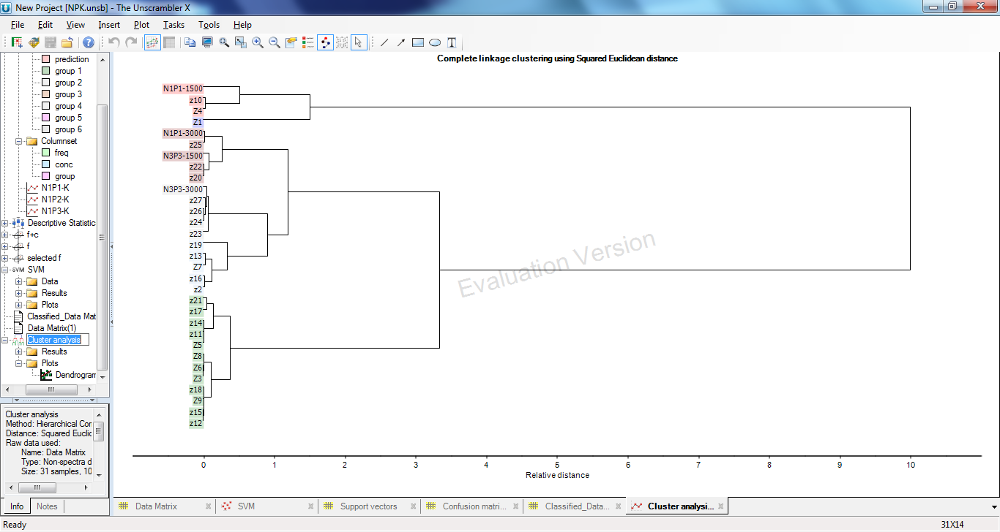 New Project [NPK.unsb] - The Unscrambler X
File Edit View Insert Plot Tasks Tools Help
prediction
group 1
group 2
group 3
group 4
group 5
group 6
Columnset
freq
conc
group
N1P1-K
N1P2-K
N1P3-K
Descriptive Statistic
f+c
f
selected f
SVM SVM
Data
Results
Plots
Classified_Data Mat
Data Matrix(1)
Cluster analysis
Results
Plots
Dendrogram
Cluster analysis
Method: Hierarchical Cor
Distance: Squared Euclic
Raw data used:
Name: Data Matrix
Type: Non-spectra d
Size: 31 samples, 10
Info Notes
Complete linkage clustering using Squared Euclidean distance
N1P1-1500
z10
Z4
Z1
N1P1-3000
z25
N3P3-1500
z22
z20
N3P3-3000
z27
z26
z24
z23
z19
z13
Z7
z16
z2
z21
z17
z14
z11
Z5
Z8
Z6
Z3
z18
Z9
z15
z12
Evaluation Version
0 1 2 3 4 5 6 7 8 9 10
Relative distance
Data Matrix SVM Support vectors Confusion matri... Classified_Data... Cluster analysi...
Ready 31X14